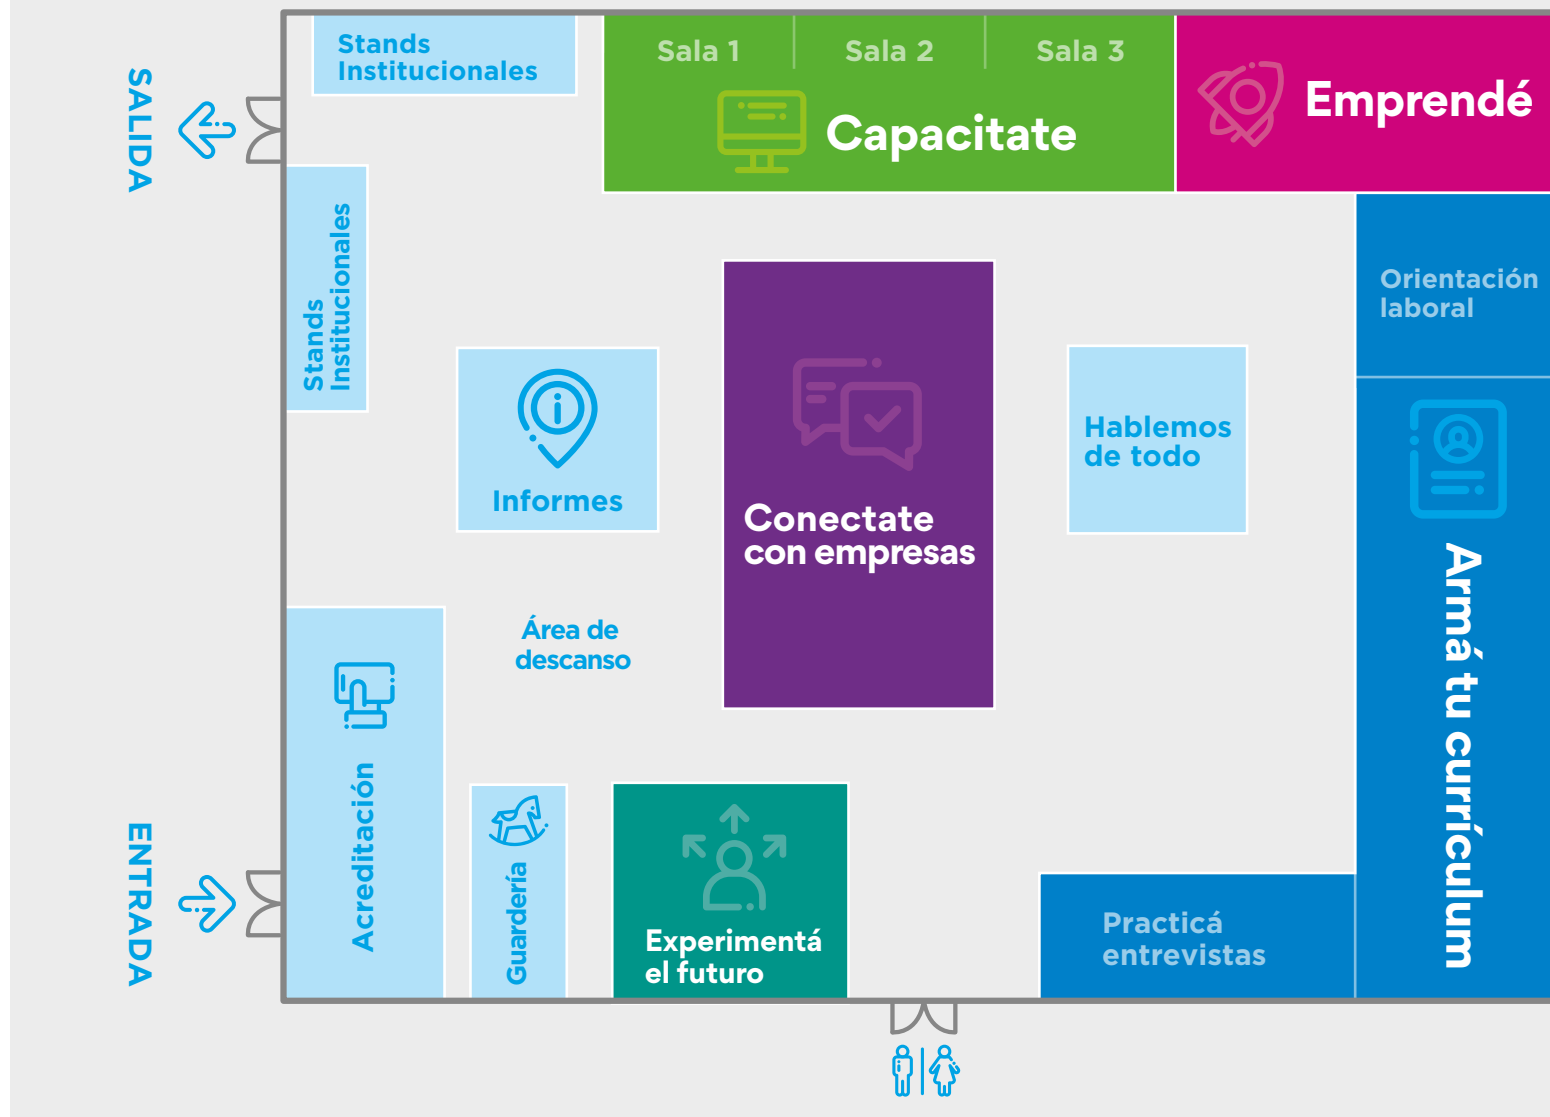 SALIDA
Stands
Institucionales
Sala 1
Sala 2
Sala 3
Capacitate
Emprendé
Stands
Institucionales
Orientación
laboral
Informes
Conectate
con empresas
Hablemos
de todo
Armá tu currículum
Área de
descanso
ENTRADA
Acreditación
Guardería
Experimentá
el futuro
Practicá
entrevistas